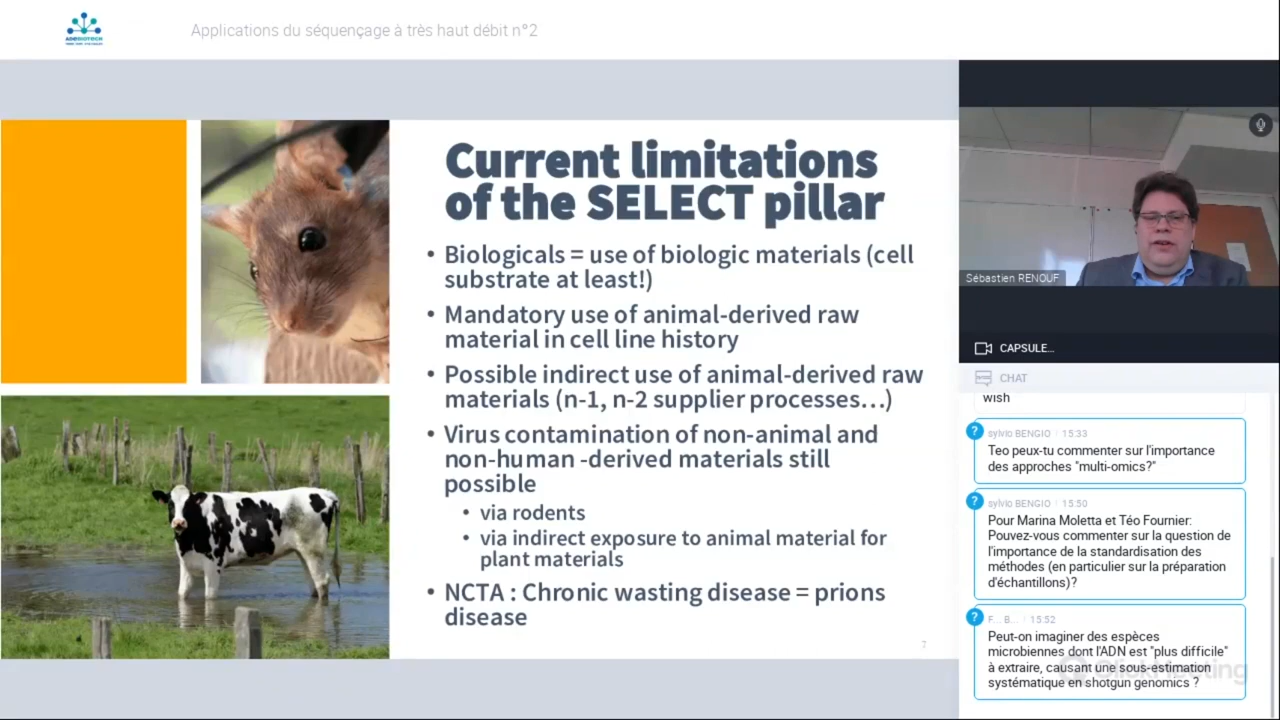 ADEBIOTECH
Applications du séquençage à très haut débit n°2
Current limitations
of the SELECT pillar
• Biologicals = use of biologic materials (cell
substrate at least!)
• Mandatory use of animal-derived raw
material in cell line history
• Possible indirect use of animal-derived raw
materials (n-1, n-2 supplier processes…)
• Virus contamination of non-animal and
non-human -derived materials still
possible
• via rodents
• via indirect exposure to animal material for
plant materials
• NCTA : Chronic wasting disease = prions
disease
7
Sébastien RENOUF
CAPSULE...
CHAT
wish
? sylvio BENGIO 15:33
Teo peux-tu commenter sur l'importance
des approches "multi-omics?"
? sylvio BENGIO 15:50
Pour Marina Moletta et Téo Fournier:
Pouvez-vous commenter sur la question de
l'importance de la standardisation des
méthodes (en particulier sur la préparation
d'échantillons)?
? F... B... 15:52
Peut-on imaginer des espèces
microbiennes dont l'ADN est "plus difficile"
à extraire, causant une sous-estimation
systématique en shotgun genomics ?
ClickMeeting